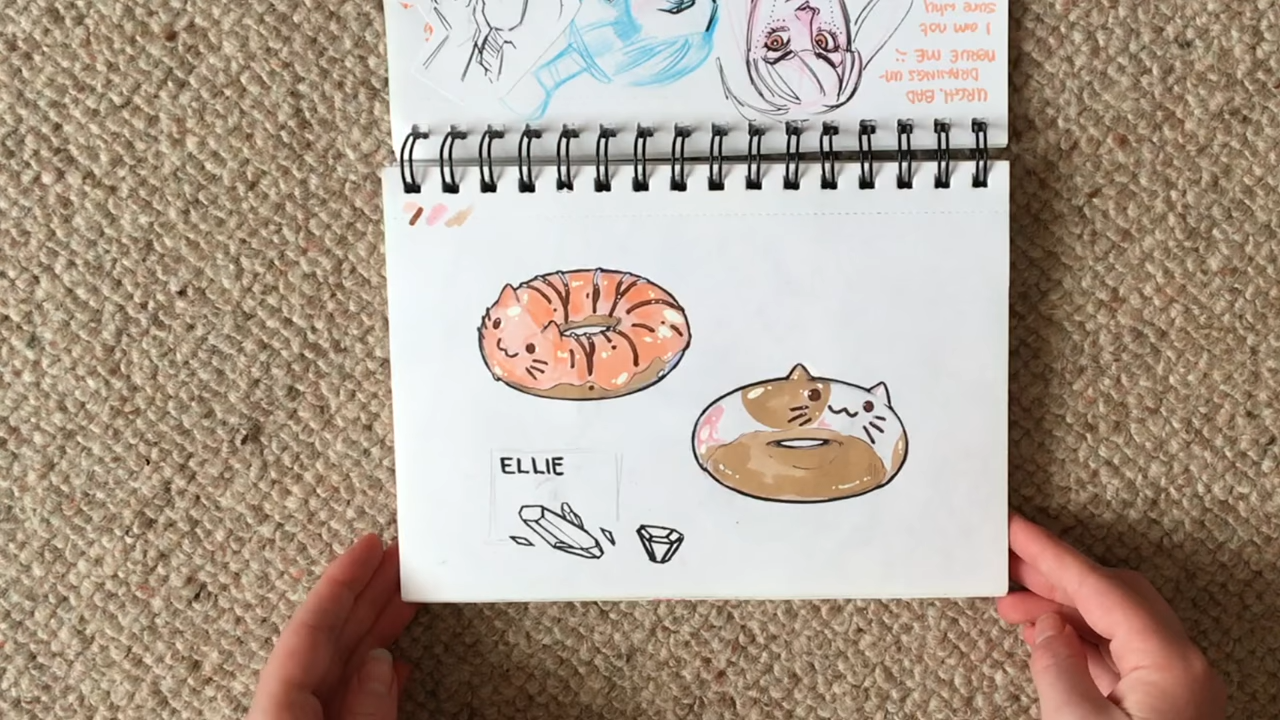 URGH, BAD
DRAWINGS UN-
NERVE ME :;
I am not
sure why
ELLIE